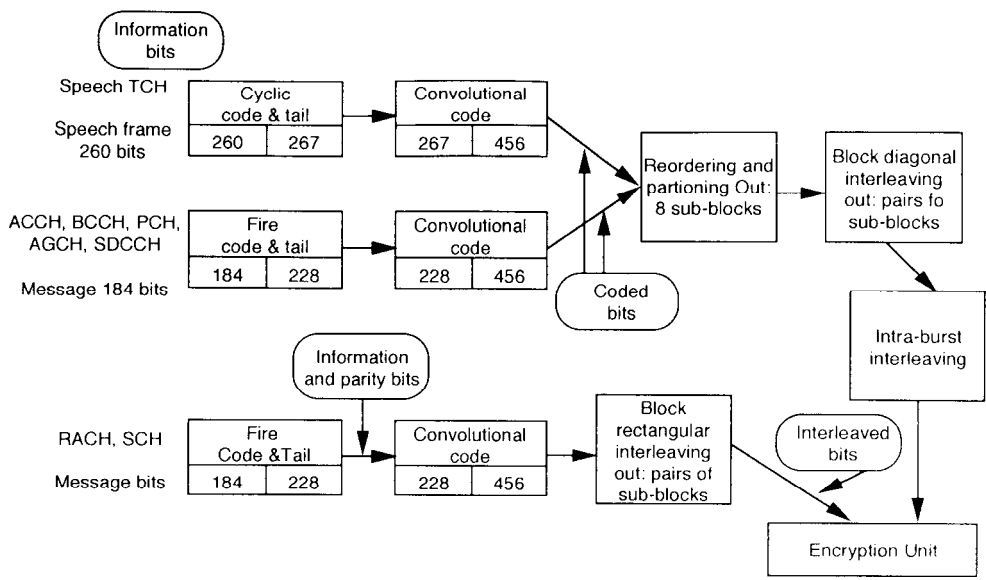 Information
bits
Speech TCH
Speech frame
260 bits
Cyclic
code & tail
260 267
Convolutional
code
267 456
Reordering and
partioning Out:
8 sub-blocks
Block diagonal
interleaving
out: pairs fo
sub-blocks
ACCH, BCCH, PCH,
AGCH, SDCCH
Message 184 bits
Fire
code & tail
184 228
Convolutional
code
228 456
Coded
bits
Intra-burst
interleaving
Information
and parity bits
RACH, SCH
Message bits
Fire
Code &Tail
184 228
Convolutional
code
228 456
Block
rectangular
interleaving
out: pairs of
sub-blocks
Interleaved
bits
Encryption Unit